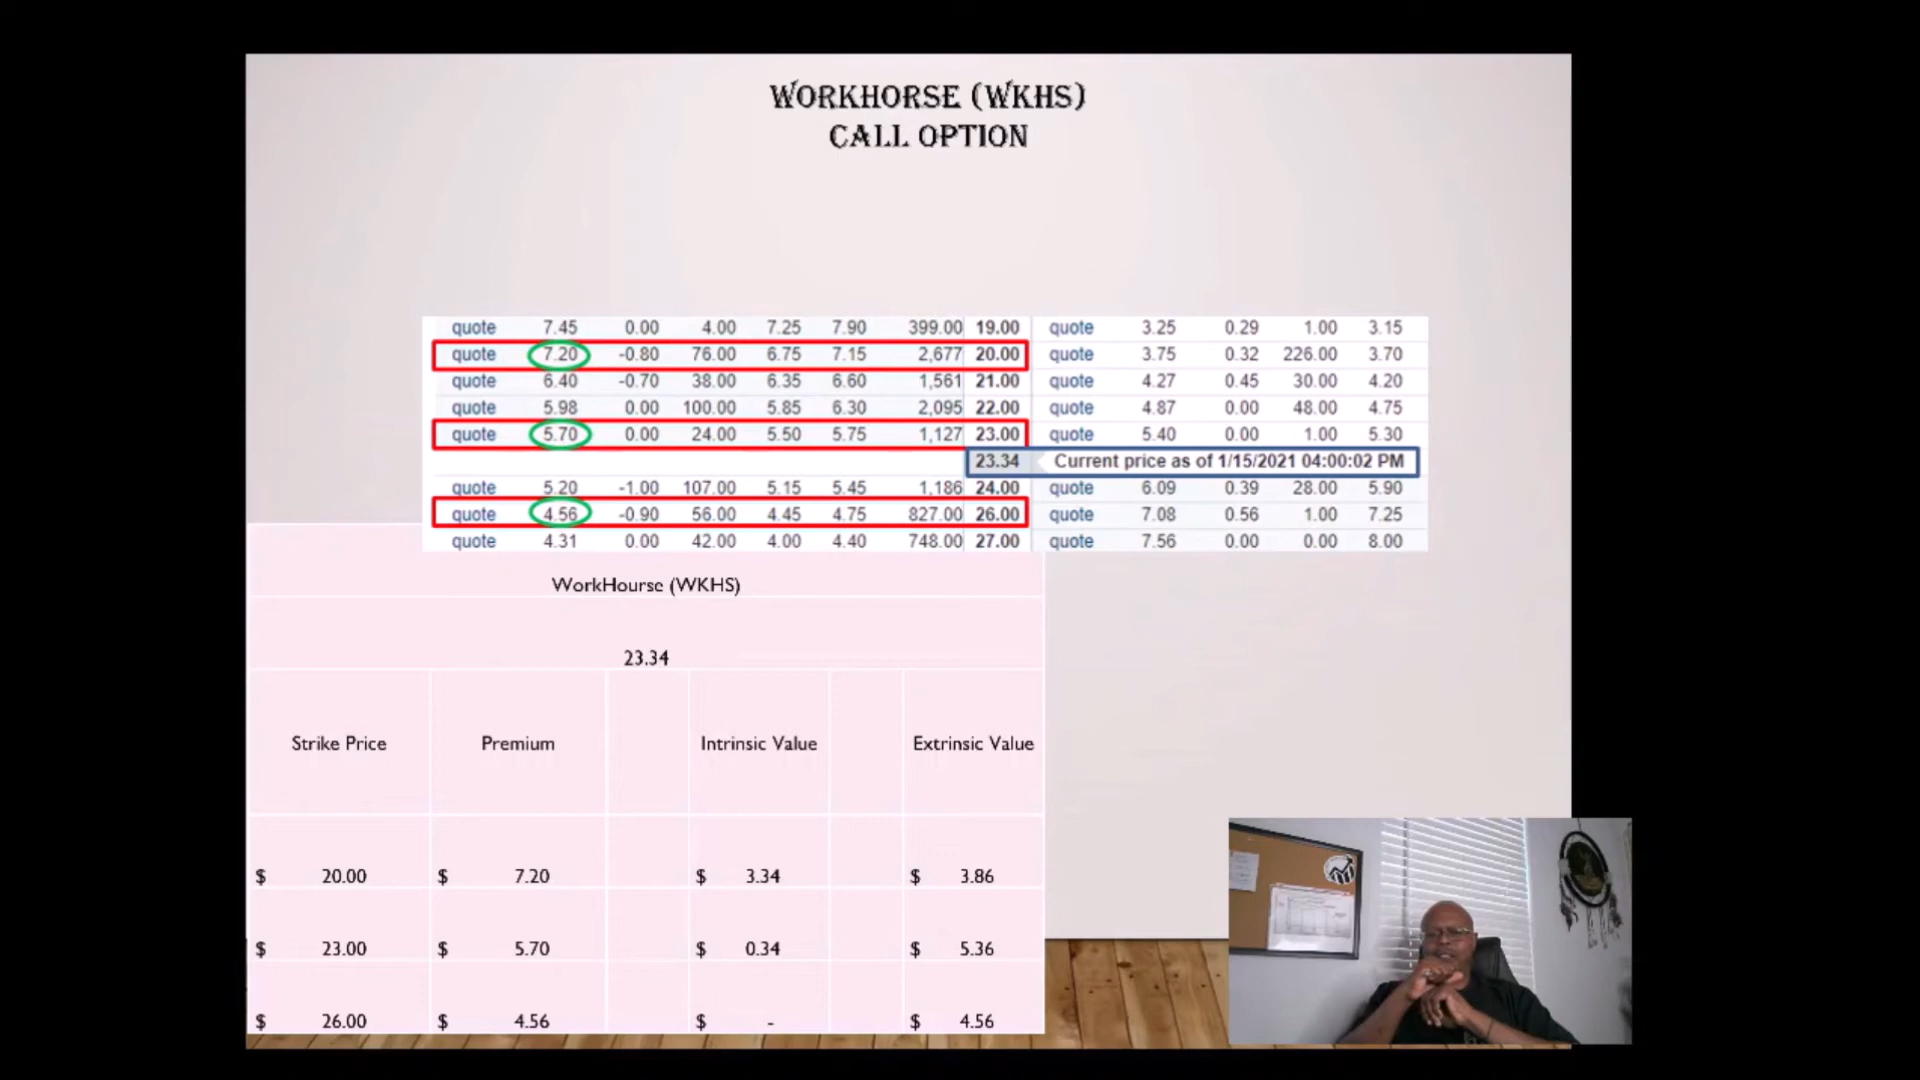 WORKHORSE (WKHS)
CALL OPTION
quote 7.45 0.00 4.00 7.25 7.90 399.00 19.00 quote 3.25 0.29 1.00 3.15
quote 7.20 -0.80 76.00 6.75 7.15 2,677 20.00 quote 3.75 0.32 226.00 3.70
quote 6.40 -0.70 38.00 6.35 6.60 1,561 21.00 quote 4.27 0.45 30.00 4.20
quote 5.98 0.00 100.00 5.85 6.30 2,095 22.00 quote 4.87 0.00 48.00 4.75
quote 5.70 0.00 24.00 5.50 5.75 1,127 23.00 quote 5.40 0.00 1.00 5.30
23.34 Current price as of 1/15/2021 04:00:02 PM
quote 5.20 -1.00 107.00 5.15 5.45 1,186 24.00 quote 6.09 0.39 28.00 5.90
quote 4.56 -0.90 56.00 4.45 4.75 827.00 26.00 quote 7.08 0.56 1.00 7.25
quote 4.31 0.00 42.00 4.00 4.40 748.00 27.00 quote 7.56 0.00 0.00 8.00
WorkHourse (WKHS)
23.34
Strike Price Premium Intrinsic Value Extrinsic Value
$ 20.00 $ 7.20 $ 3.34 $ 3.86
$ 23.00 $ 5.70 $ 0.34 $ 5.36
$ 26.00 $ 4.56 $ - $ 4.56